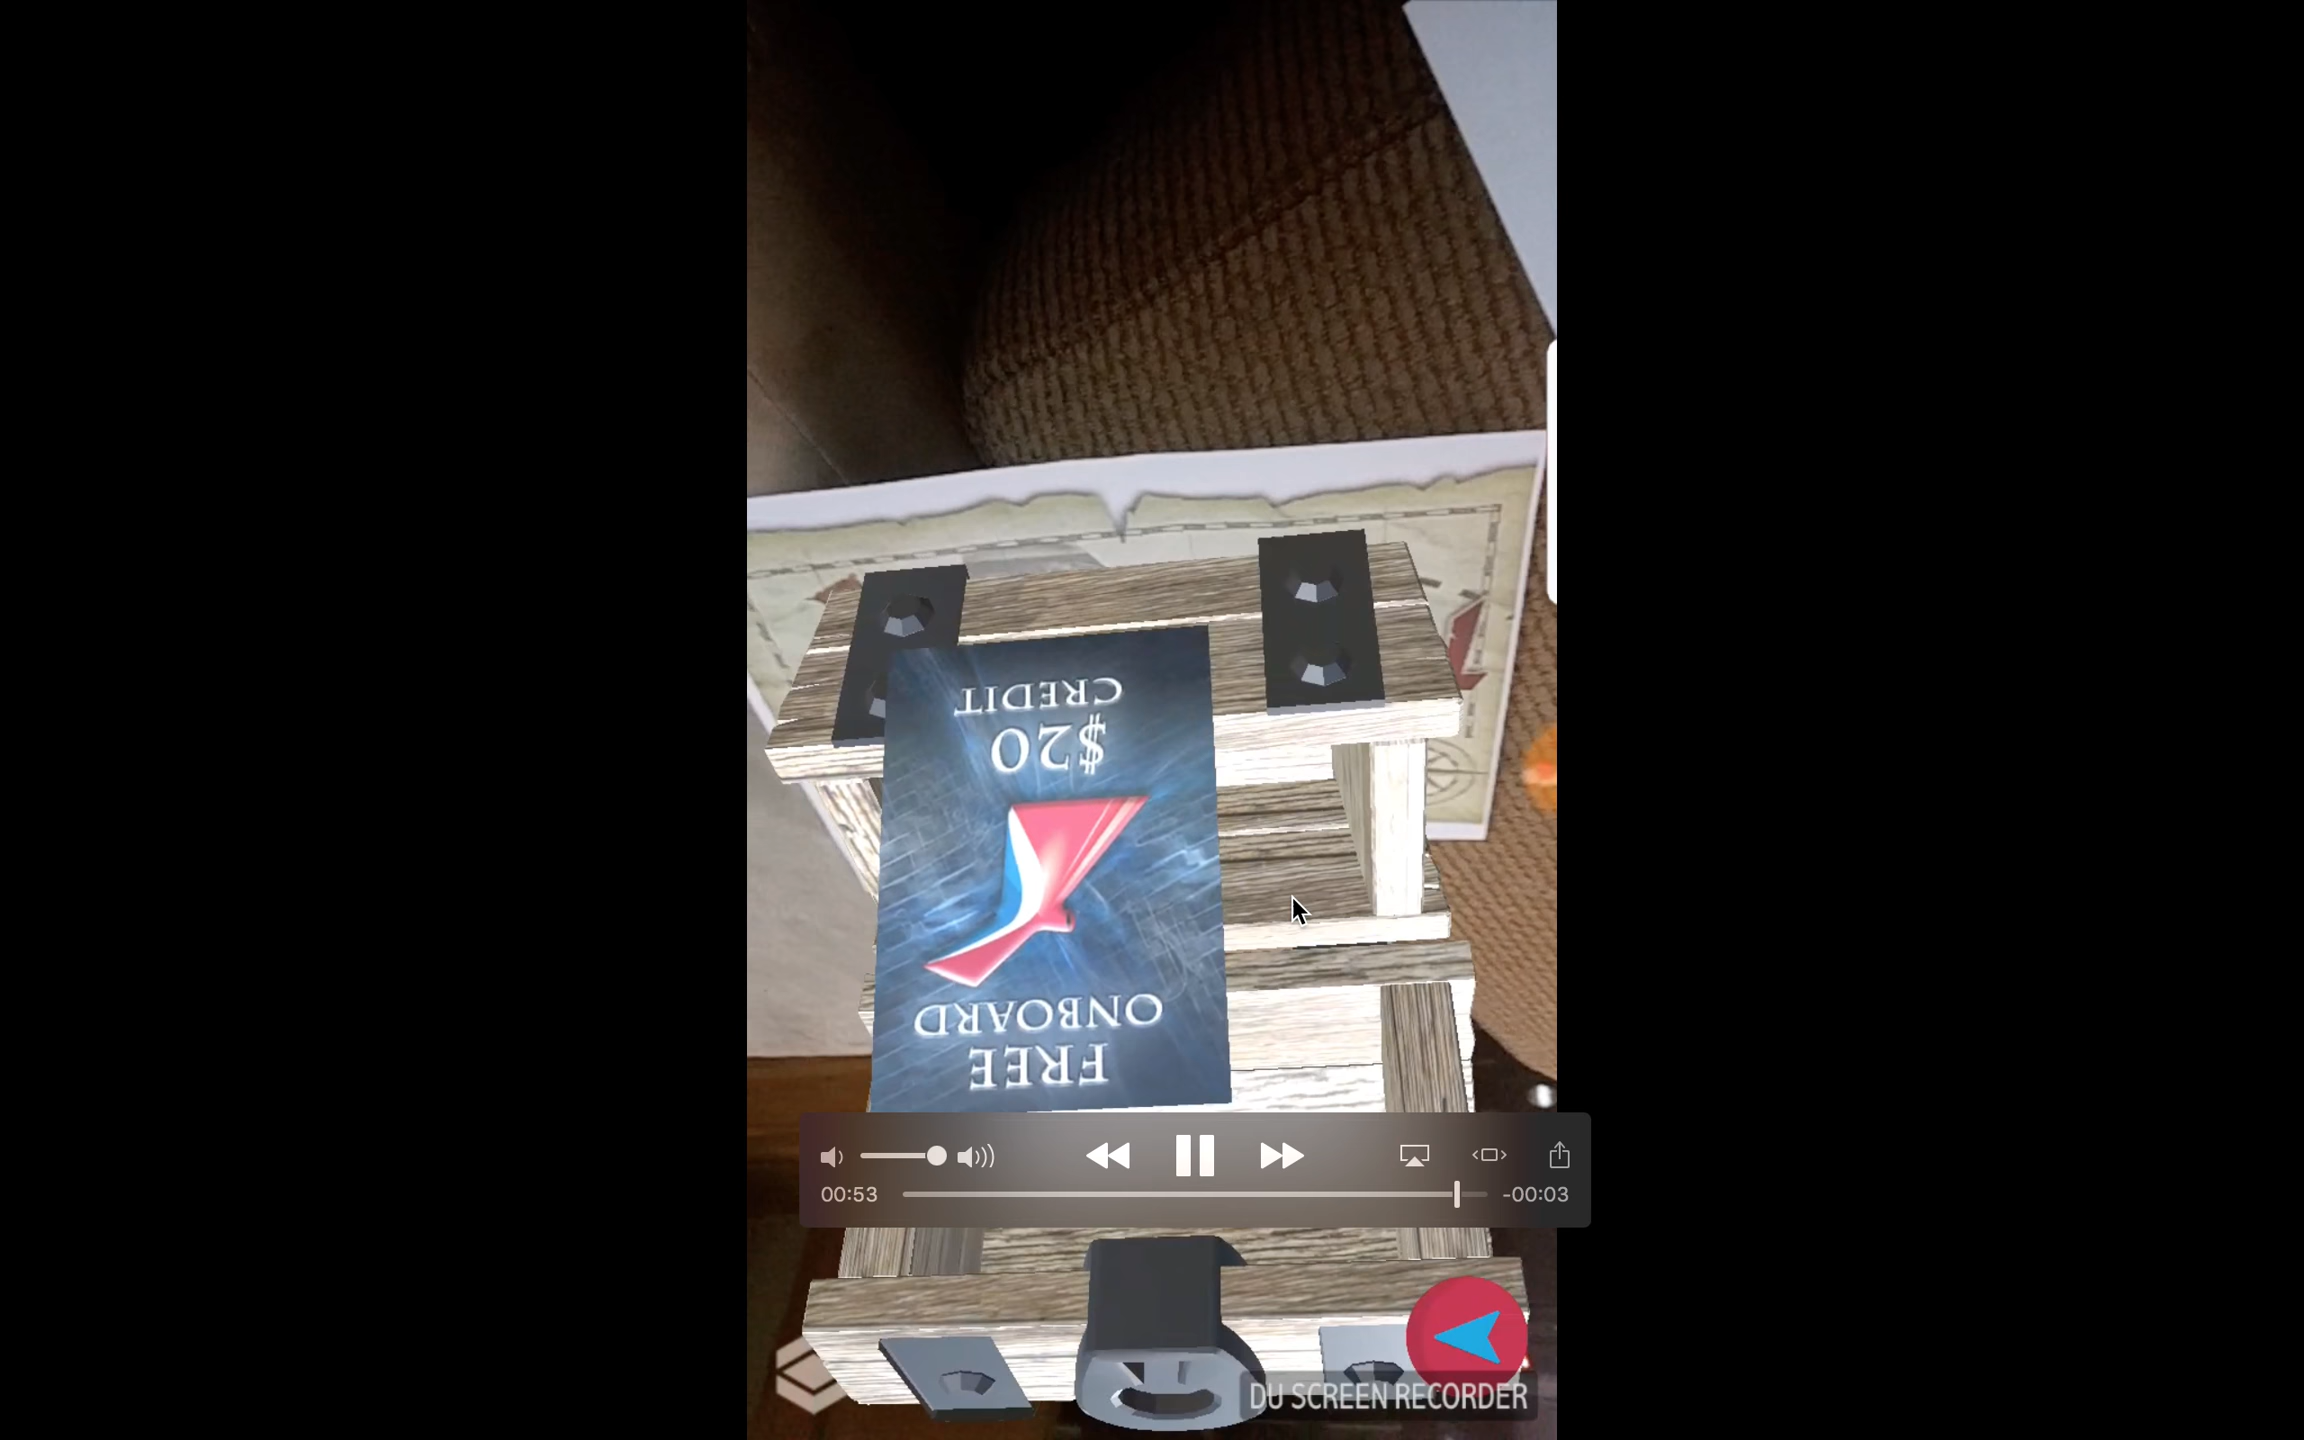 FREE
ONBOARD
$20
CREDIT
00:53
-00:03
DU SCREEN RECORDER